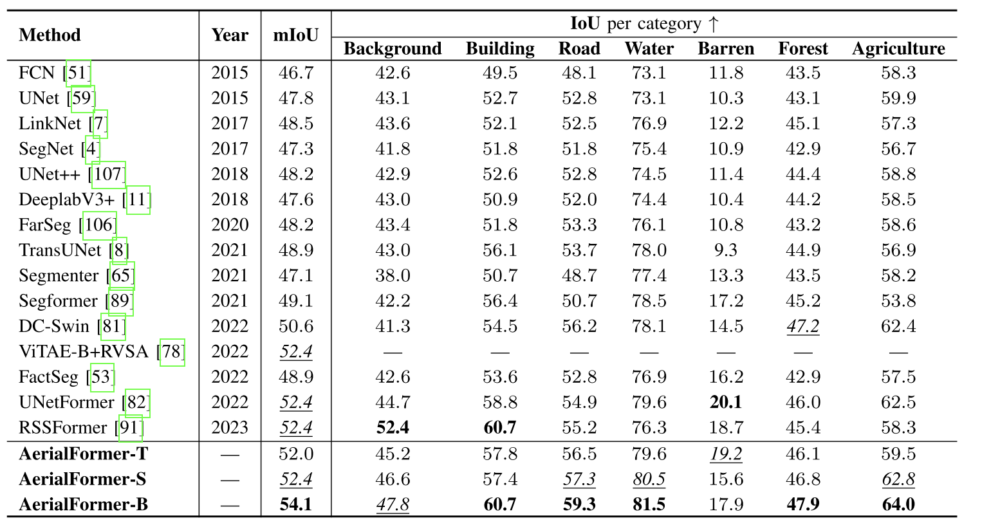 Method Year mIoU IoU per category ↑
Background Building Road Water Barren Forest Agriculture
FCN [51] 2015 46.7 42.6 49.5 48.1 73.1 11.8 43.5 58.3
UNet [59] 2015 47.8 43.1 52.7 52.8 73.1 10.3 43.1 59.9
LinkNet [7] 2017 48.5 43.6 52.1 52.5 76.9 12.2 45.1 57.3
SegNet [4] 2017 47.3 41.8 51.8 51.8 75.4 10.9 42.9 56.7
UNet++ [107] 2018 48.2 42.9 52.6 52.8 74.5 11.4 44.4 58.8
DeeplabV3+ [11] 2018 47.6 43.0 50.9 52.0 74.4 10.4 44.2 58.5
FarSeg [106] 2020 48.2 43.4 51.8 53.3 76.1 10.8 43.2 58.6
TransUNet [8] 2021 48.9 43.0 56.1 53.7 78.0 9.3 44.9 56.9
Segmenter [65] 2021 47.1 38.0 50.7 48.7 77.4 13.3 43.5 58.2
Segformer [89] 2021 49.1 42.2 56.4 50.7 78.5 17.2 45.2 53.8
DC-Swin [81] 2022 50.6 41.3 54.5 56.2 78.1 14.5 47.2 62.4
ViTAE-B+RVSA [78] 2022 52.4 — — — — — — —
FactSeg [53] 2022 48.9 42.6 53.6 52.8 76.9 16.2 42.9 57.5
UNetFormer [82] 2022 52.4 44.7 58.8 54.9 79.6 20.1 46.0 62.5
RSSFormer [91] 2023 52.4 52.4 60.7 55.2 76.3 18.7 45.4 58.3
AerialFormer-T — 52.0 45.2 57.8 56.5 79.6 19.2 46.1 59.5
AerialFormer-S — 52.4 46.6 57.4 57.3 80.5 15.6 46.8 62.8
AerialFormer-B — 54.1 47.8 60.7 59.3 81.5 17.9 47.9 64.0